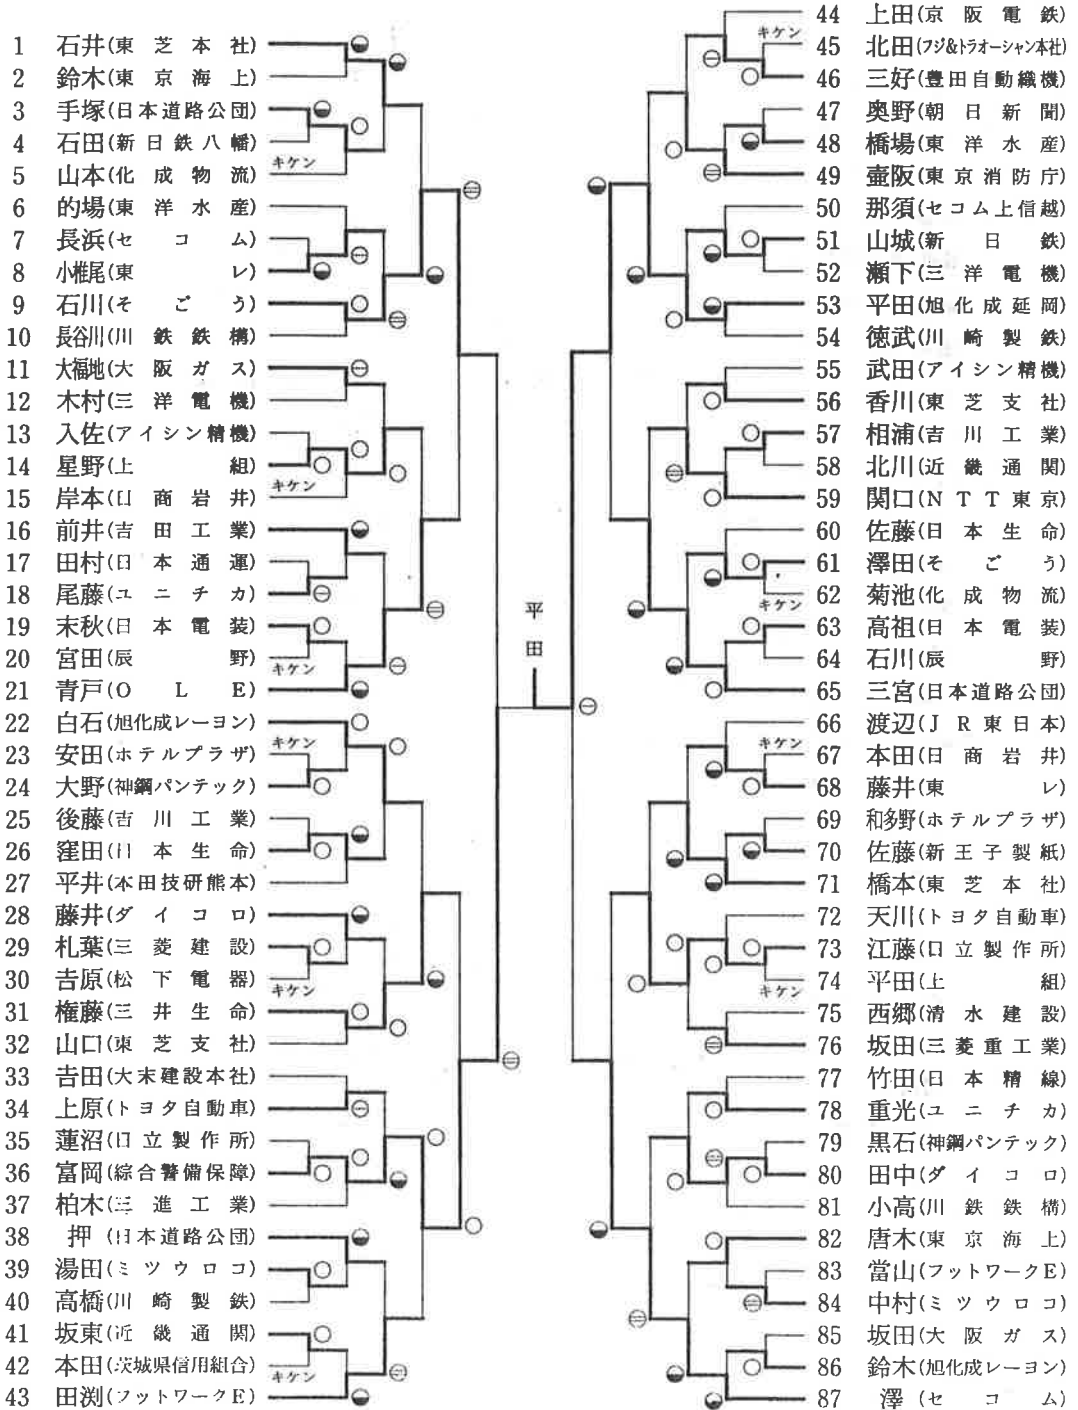 1 石井(東芝本社)
2 鈴木(東京海上)
3 手塚(日本道路公団)
4 石田(新日鉄八幡)
キケン
5 山本(化成物流)
6 的場(東洋水産)
7 長浜(セコム)
8 小椎尾(東レ)
9 石川(そごう)
10 長谷川(川鉄鉄構)
11 大福地(大阪ガス)
12 木村(三洋電機)
13 入佐(アイシン精機)
14 星野(上組)
キケン
15 岸本(日商岩井)
16 前井(吉田工業)
17 田村(日本通運)
18 尾藤(ユニチカ)
19 末秋(日本電装)
20 宮田(辰野)
キケン
21 青戸(OLE)
22 白石(旭化成レーヨン)
キケン
23 安田(ホテルプラザ)
24 大野(神鋼パンテック)
25 後藤(吉川工業)
26 窪田(日本生命)
27 平井(本田技研熊本)
28 藤井(ダイコロ)
29 札葉(三菱建設)
30 吉原(松下電器)
キケン
31 権藤(三井生命)
32 山口(東芝支社)
33 吉田(大末建設本社)
34 上原(トヨタ自動車)
35 蓮沼(日立製作所)
36 富岡(綜合警備保障)
37 柏木(三進工業)
38 押(日本道路公団)
39 湯田(ミツウロコ)
40 高橋(川崎製鉄)
41 坂東(近畿通関)
42 本田(茨城県信用組合)
キケン
43 田渕(フットワークE)
平田
44 上田(京阪電鉄)
キケン
45 北田(フジ&トラオーシャン本社)
46 三好(豊田自動織機)
47 奥野(朝日新聞)
48 橋場(東洋水産)
49 壷阪(東京消防庁)
50 那須(セコム上信越)
51 山城(新日鉄)
52 瀬下(三洋電機)
53 平田(旭化成延岡)
54 徳武(川崎製鉄)
55 武田(アイシン精機)
56 香川(東芝支社)
57 相浦(吉川工業)
58 北川(近畿通関)
59 関口(NTT東京)
60 佐藤(日本生命)
61 澤田(そごう)
62 菊池(化成物流)
キケン
63 高祖(日本電装)
64 石川(辰野)
65 三宮(日本道路公団)
66 渡辺(JR東日本)
キケン
67 本田(日商岩井)
68 藤井(東レ)
69 和多野(ホテルプラザ)
70 佐藤(新王子製紙)
71 橋本(東芝本社)
72 天川(トヨタ自動車)
73 江藤(日立製作所)
74 平田(上組)
キケン
75 西郷(清水建設)
76 坂田(三菱重工業)
77 竹田(日本精線)
78 重光(ユニチカ)
79 黒石(神鋼パンテック)
80 田中(ダイコロ)
81 小高(川鉄鉄構)
82 唐木(東京海上)
83 當山(フットワークE)
84 中村(ミツウロコ)
85 坂田(大阪ガス)
86 鈴木(旭化成レーヨン)
87 澤(セコム)